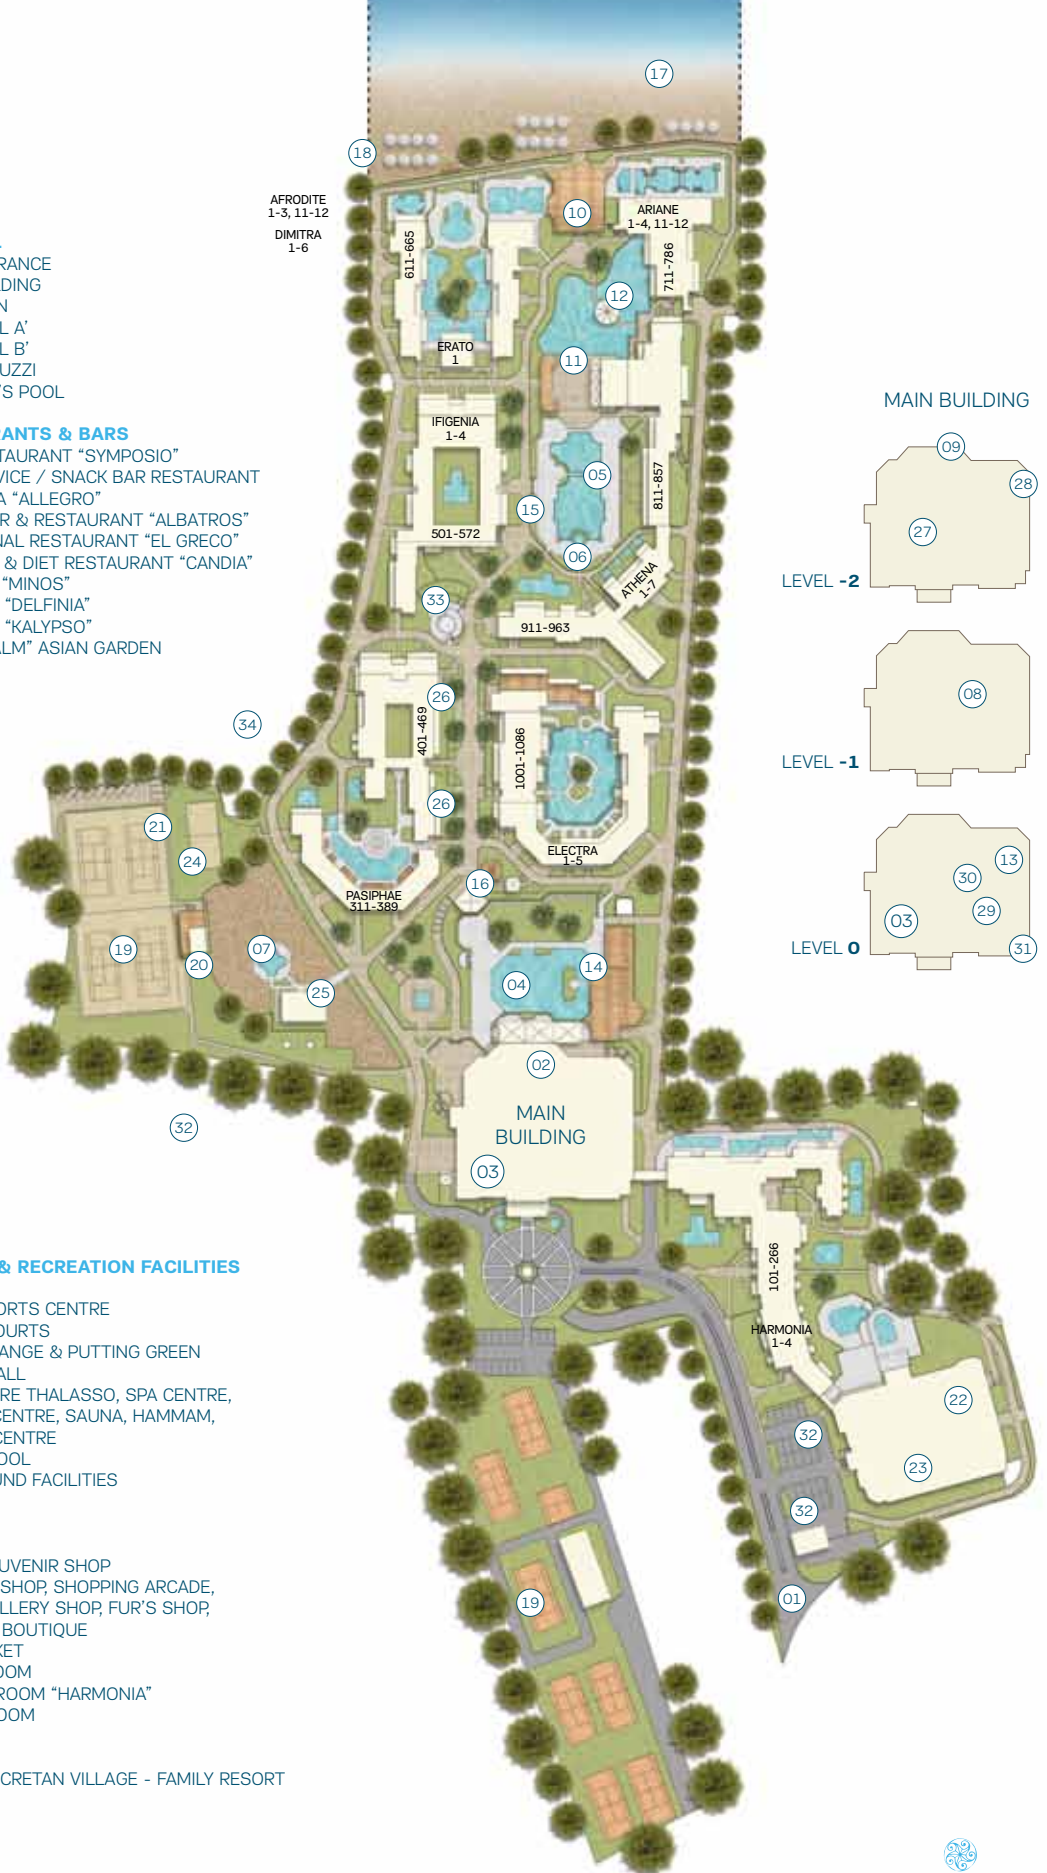 RANCE
DING
N
L A'
L B'
UZZI
'S POOL
RANTS & BARS
TAURANT “SYMPOSIO”
VICE / SNACK BAR RESTAURANT
A “ALLEGRO”
R & RESTAURANT “ALBATROS”
NAL RESTAURANT “EL GRECO”
& DIET RESTAURANT “CANDIA”
“MINOS”
“DELFINIA”
“KALYPSO”
ALM” ASIAN GARDEN
& RECREATION FACILITIES
ORTS CENTRE
OURTS
ANGE & PUTTING GREEN
ALL
RE THALASSO, SPA CENTRE,
CENTRE, SAUNA, HAMMAM,
CENTRE
OOL
UND FACILITIES
UVENIR SHOP
SHOP, SHOPPING ARCADE,
LLERY SHOP, FUR'S SHOP,
BOUTIQUE
KET
OOM
ROOM “HARMONIA”
OOM
CRETAN VILLAGE - FAMILY RESORT
17
18
AFRODITE
1-3, 11-12
DIMITRA
1-6
10
ARIANE
1-4, 11-12
611-665
711-786
12
ERATO
1
11
IFIGENIA
1-4
05
811-857
15
501-572
06
ATHENA
1-7
33
911-963
26
34
401-469
1001-1086
26
21
24
ELECTRA
1-5
16
PASIPHAE
311-389
19
07
20
14
04
25
02
MAIN
BUILDING
32
03
101-266
HARMONIA
1-4
22
32
23
32
19
01
MAIN BUILDING
09
28
27
LEVEL -2
08
LEVEL -1
13
30
29
03
LEVEL 0
31